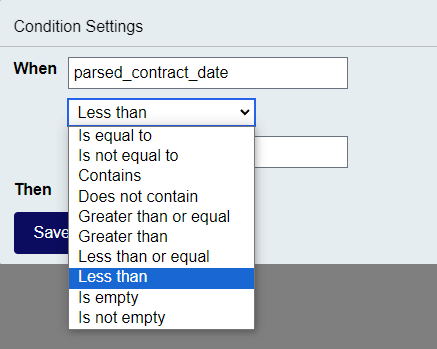 Condition Settings
When parsed_contract_date
Less than
Is equal to
Is not equal to
Contains
Does not contain
Greater than or equal
Greater than
Less than or equal
Then
Less than
Save
Is empty
Is not empty